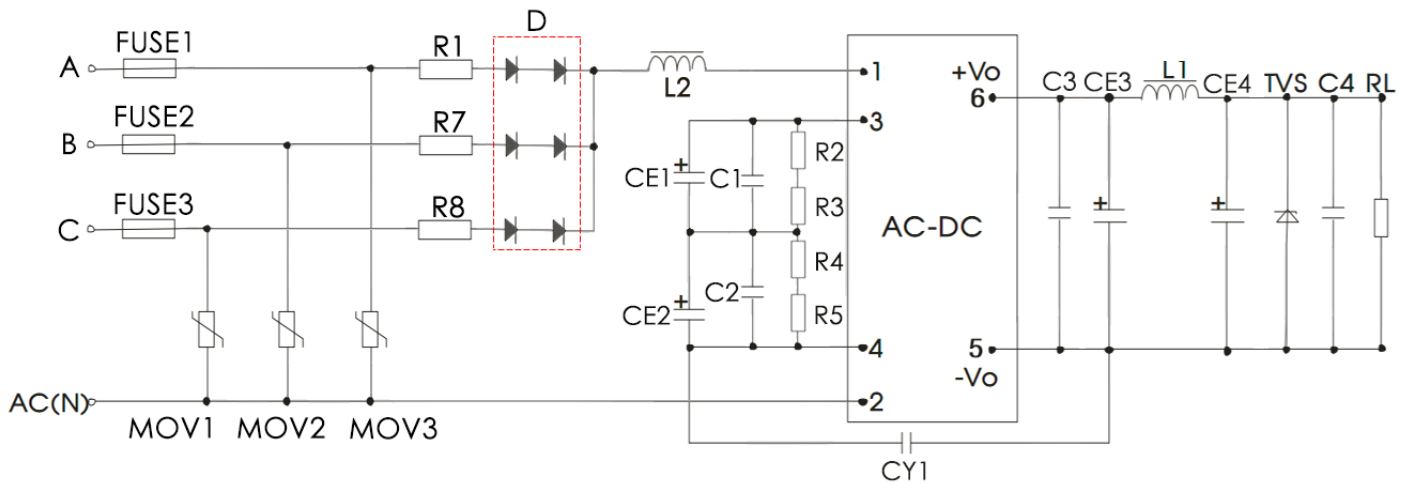 D
FUSE1
R1
A
L2
1
+Vo
6
C3
CE3
L1
CE4
TVS
C4
RL
FUSE2
R7
B
3
R2
+
CE1
C1
R3
FUSE3
R8
C
AC-DC
+
+
R4
+
CE2
C2
R5
4
5
-Vo
AC(N)
2
MOV1
MOV2
MOV3
CY1